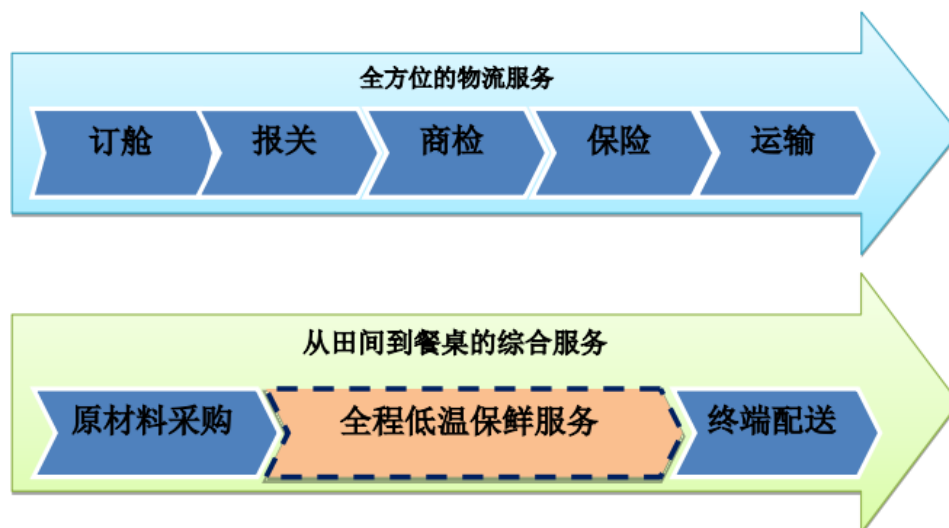 全方位的物流服务
订舱 报关 商检 保险 运输
从田间到餐桌的综合服务
原材料采购 全程低温保鲜服务 终端配送